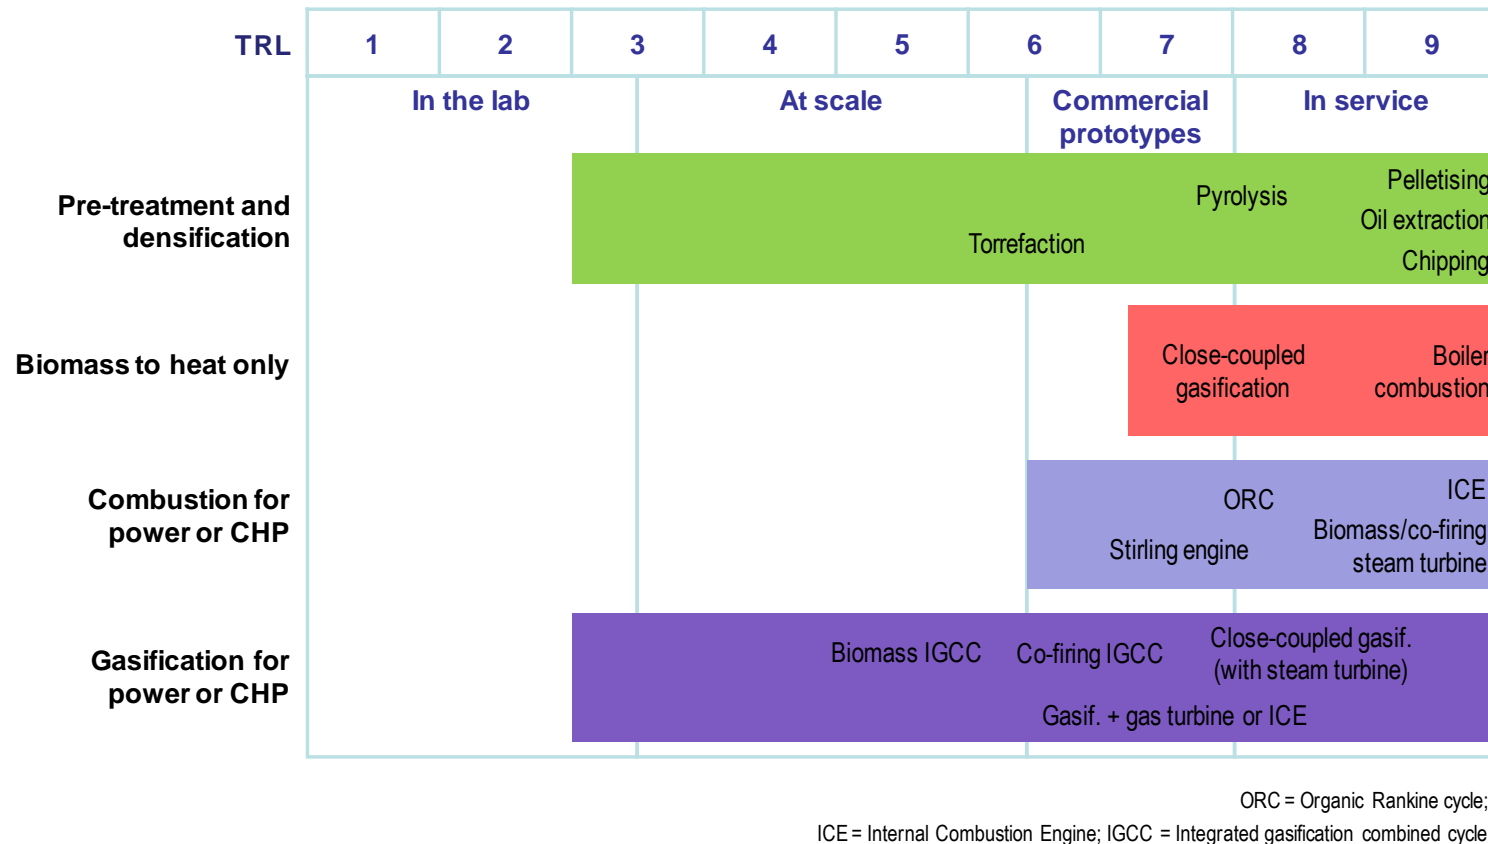 TRL 1 2 3 4 5 6 7 8 9
In the lab
At scale
Commercial
prototypes
In service
Pre-treatment and
densification
Torrefaction
Pyrolysis
Pelletising
Oil extraction
Chipping
Biomass to heat only
Close-coupled
gasification
Boiler
combustion
Combustion for
power or CHP
Stirling engine
ORC
ICE
Biomass/co-firing
steam turbine
Gasification for
power or CHP
Biomass IGCC
Co-firing IGCC
Close-coupled gasif.
(with steam turbine)
Gasif. + gas turbine or ICE
ORC = Organic Rankine cycle;
ICE = Internal Combustion Engine; IGCC = Integrated gasification combined cycle